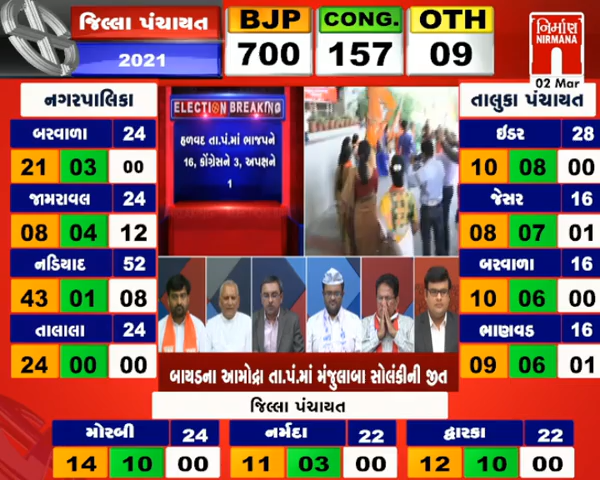 જિલ્લા પંચાયત
2021
BJP
700
CONG.
157
OTH
09
નિર્માણ
NIRMANA
02 Mar
નગરપાલિકા
બરવાળા 24
21 03 00
જામરાવલ 24
08 04 12
નડિયાદ 52
43 01 08
તાલાલા 24
24 00 00
ELECTION BREAKING
હળવદ તા.પં.માં ભાજપને
16, કોંગ્રેસને 3, અપક્ષને
1
તાલુકા પંચાયત
ઇડર 28
10 08 00
જેસર 16
08 07 01
બરવાળા 16
10 06 00
ભાણવડ 16
09 06 01
બાયડના આમોદ્રા તા.પં.માં મંજુલાબા સોલંકીની જીત
જિલ્લા પંચાયત
મોરબી 24
14 10 00
નર્મદા 22
11 03 00
દ્વારકા 22
12 10 00